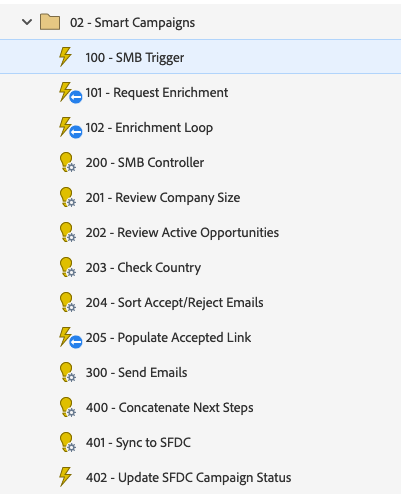 02 - Smart Campaigns
100 - SMB Trigger
101 - Request Enrichment
102 - Enrichment Loop
200 - SMB Controller
201 - Review Company Size
202 - Review Active Opportunities
203 - Check Country
204 - Sort Accept/Reject Emails
205 - Populate Accepted Link
300 - Send Emails
400 - Concatenate Next Steps
401 - Sync to SFDC
402 - Update SFDC Campaign Status